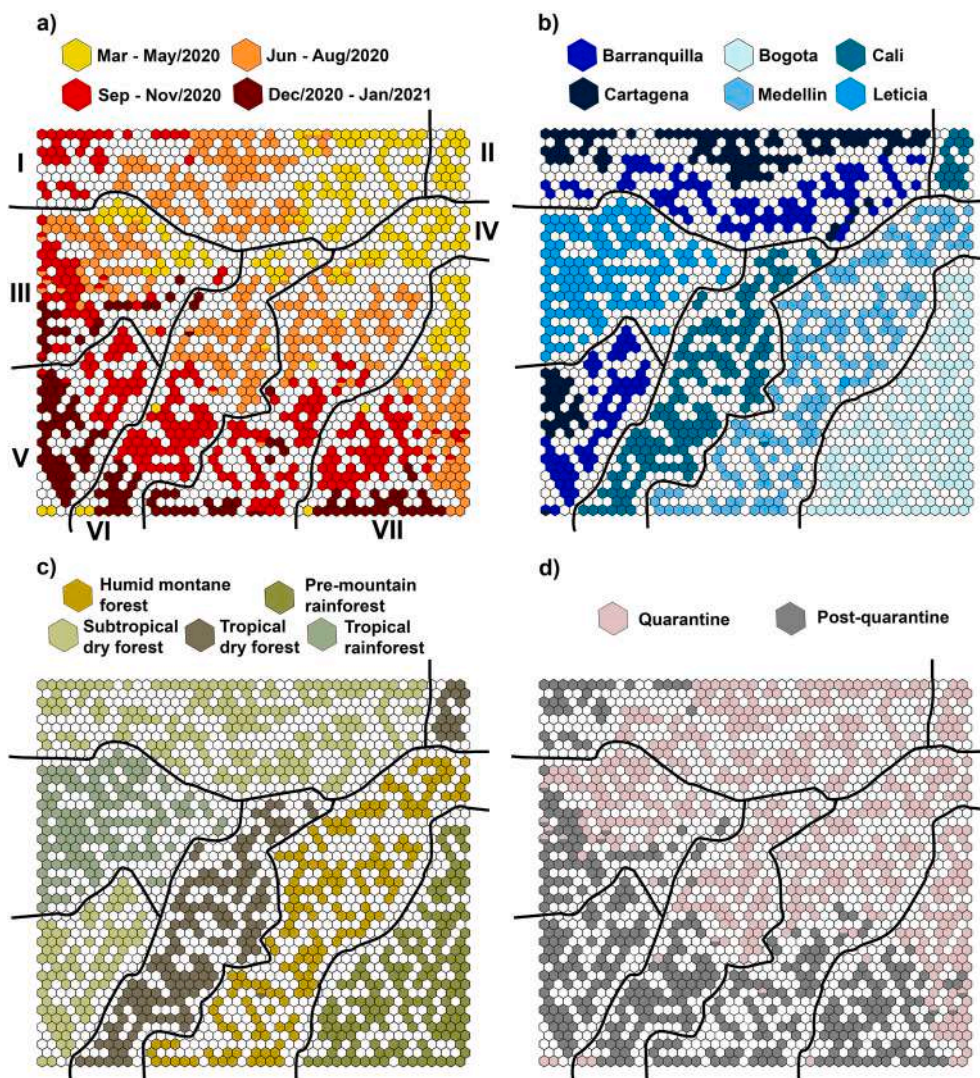 a)
Mar - May/2020
Jun - Aug/2020
Sep - Nov/2020
Dec/2020 - Jan/2021
I
III
V
VI
VII
b)
Barranquilla
Bogota
Cali
Cartagena
Medellin
Leticia
II
IV
c)
Humid montane
forest
Pre-mountain
rainforest
Subtropical
dry forest
Tropical
dry forest
Tropical
rainforest
d)
Quarantine
Post-quarantine